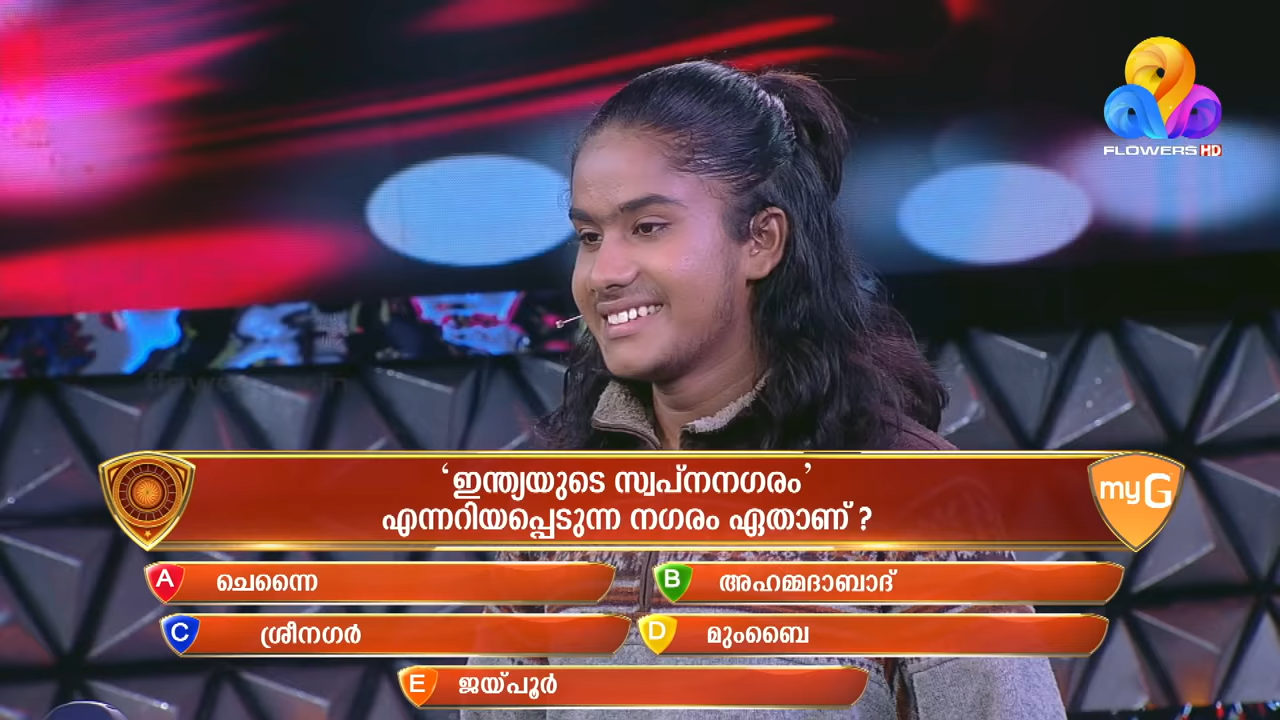 FLOWERS HD
‘ഇന്ത്യയുടെ സ്വപ്നനഗരം’
എന്നറിയപ്പെടുന്ന നഗരം ഏതാണ് ?
myG
A ചെന്നൈ
B അഹമ്മദാബാദ്
C ശ്രീനഗർ
D മുംബൈ
E ജയ്പൂർ